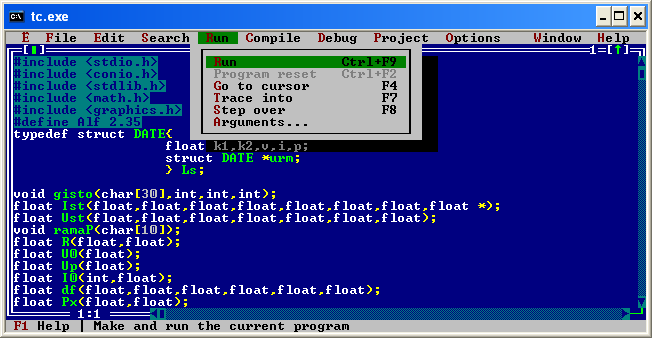 tc.exe
E File Edit Search Run Compile Debug Project Options Window Help
1=[↑]
Run Ctrl+F9
Program reset Ctrl+F2
Go to cursor F4
Trace into F7
Step over F8
Arguments...
#include <stdio.h>
#include <conio.h>
#include <stdlib.h>
#include <math.h>
#include <graphics.h>
#define Alf 2.35
typedef struct DATE{
float k1,k2,v,i,p;
struct DATE *urm;
} Ls;
void gisto(char[30],int,int,int);
float Ist(float,float,float,float,float,float,float,float *);
float Ust(float,float,float,float,float,float,float);
void ramaP(char[10]);
float R(float,float);
float U0(float);
float Up(float);
float I0(int,float);
float df(float,float,float,float,float,float);
float Px(float,float);
1:1
F1 Help | Make and run the current program